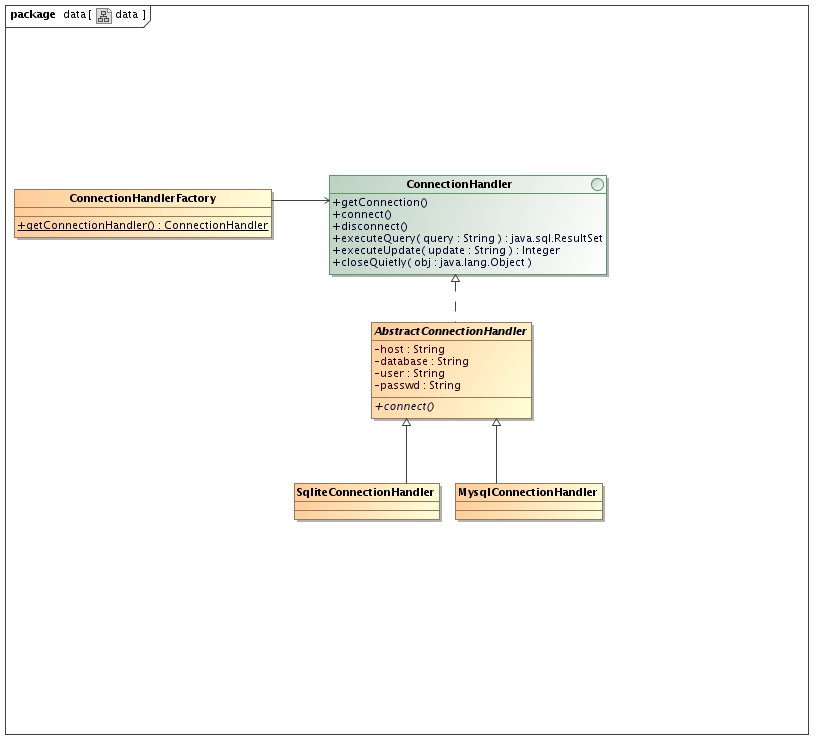 package data [ data ]
ConnectionHandlerFactory
+getConnectionHandler() : ConnectionHandler
ConnectionHandler
+getConnection()
+connect()
+disconnect()
+executeQuery( query : String ) : java.sql.ResultSet
+executeUpdate( update : String ) : Integer
+closeQuietly( obj : java.lang.Object )
AbstractConnectionHandler
-host : String
-database : String
-user : String
-passwd : String
+connect()
SqliteConnectionHandler
MysqlConnectionHandler